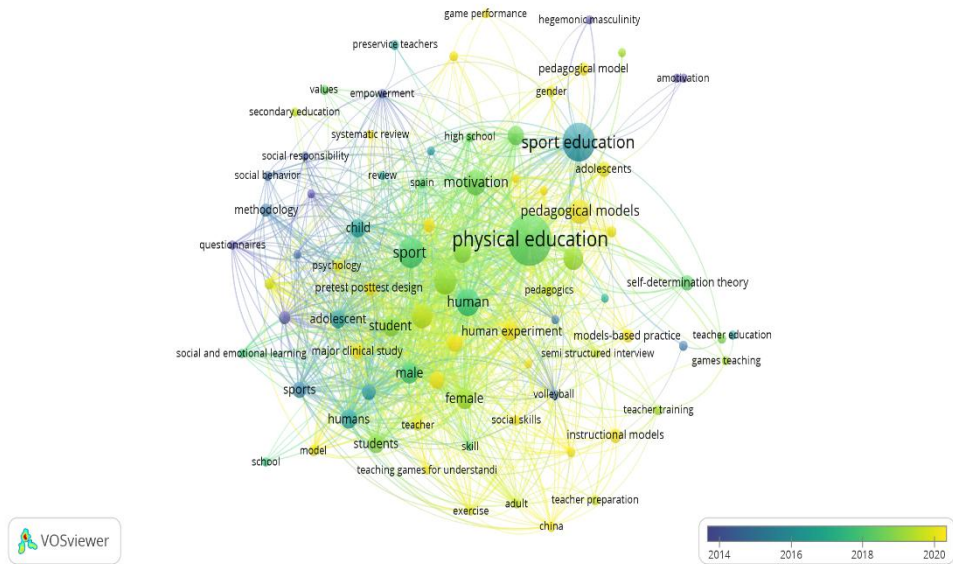 game performance
hegemonic masculinity
preservice teachers
pedagogical model
amotivation
values
empowerment
gender
secondary education
systematic review
high school
sport education
social responsibility
adolescents
social behavior
review
spain
motivation
methodology
pedagogical models
child
questionnaires
sport
physical education
psychology
self-determination theory
pretest posttest design
pedagogics
human
adolescent
student
human experiment
models-based practice
teacher education
social and emotional learning
major clinical study
semi structured interview
games teaching
male
sports
volleyball
female
humans
teacher
social skills
teacher training
students
skill
instructional models
school
model
teaching games for understandi
exercise
adult
teacher preparation
china
VOSviewer
2014 2016 2018 2020